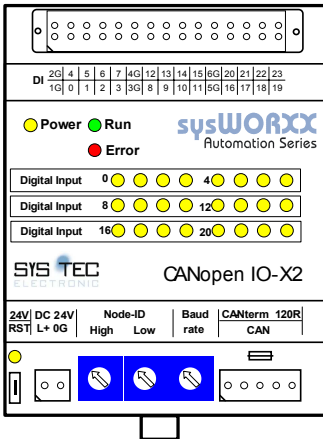 DI 2G 4 5 6 7 4G 12 13 14 15 6G 20 21 22 23
1G 0 1 2 3 3G 8 9 10 11 5G 16 17 18 19
Power Run sysWORXX
Automation Series
Error
Digital Input 0 4
Digital Input 8 12
Digital Input 16 20
SYS TEC CANopen IO-X2
ELECTRONIC
24V DC 24V Node-ID Baud CANterm 120R
RST L+ 0G High Low rate CAN